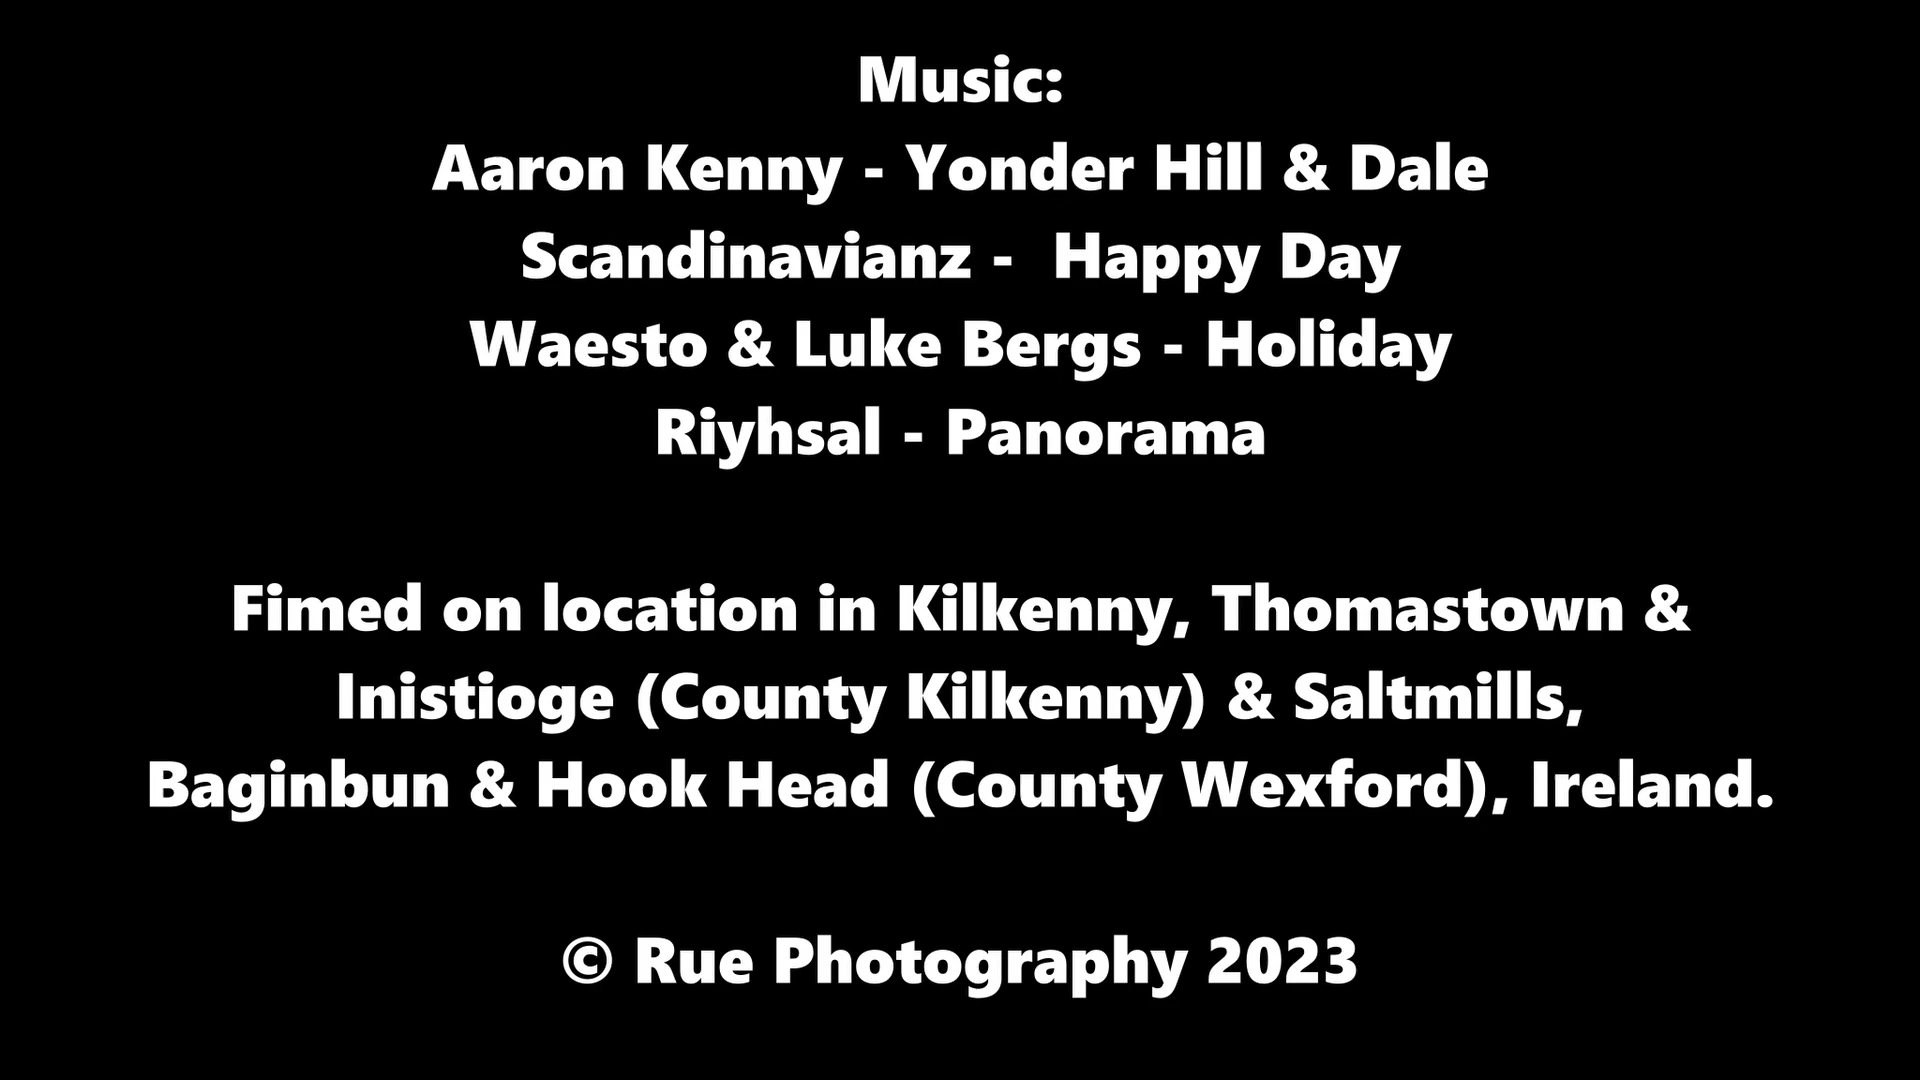 Music:
Aaron Kenny - Yonder Hill & Dale
Scandinavianz -  Happy Day
Waesto & Luke Bergs - Holiday
Riyhsal - Panorama
Fimed on location in Kilkenny, Thomastown &
Inistioge (County Kilkenny) & Saltmills,
Baginbun & Hook Head (County Wexford), Ireland.
© Rue Photography 2023